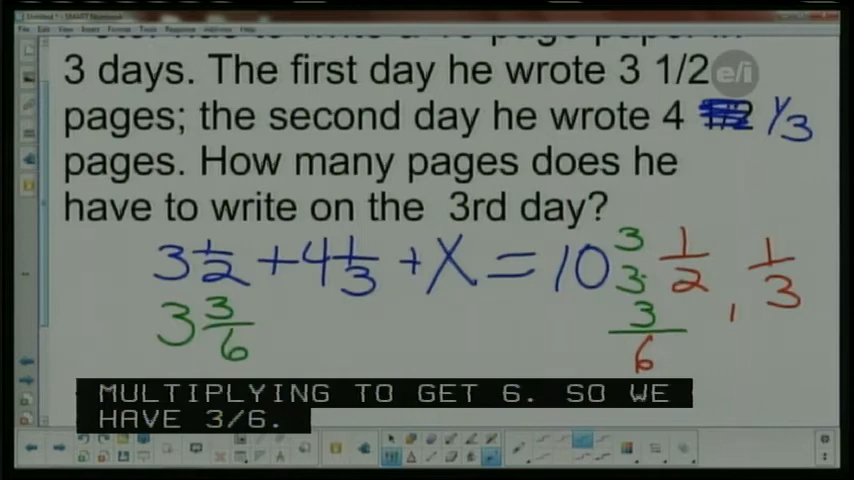 3 days. The first day he wrote 3 1/2
e/i
pages; the second day he wrote 4 1/3
pages. How many pages does he
have to write on the 3rd day?
3 1/2 + 4 1/3 + X = 10
3 3/6
3 1/2 , 1/3
3
3/6
MULTIPLYING TO GET 6. SO WE
HAVE 3/6.